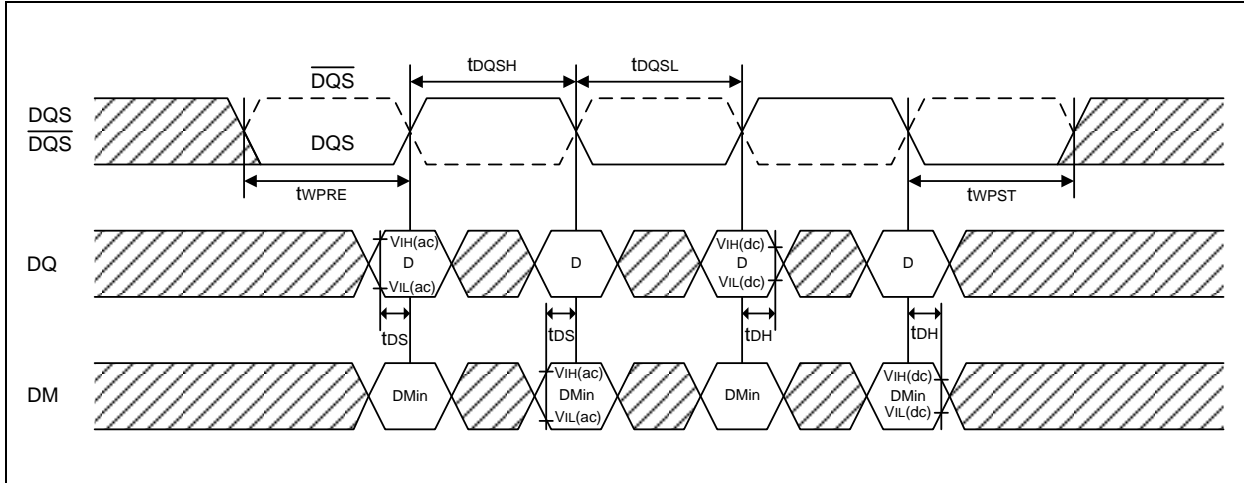 tDQSH tDQSL
DQS
DQS
DQS
DQS
tWPRE tWPST
DQ
VIH(ac)
D
VIL(ac)
D
VIH(dc)
D
VIL(dc)
D
tDS tDS tDH tDH
DM
DMin
VIH(ac)
DMin
VIL(ac)
DMin
VIH(dc)
DMin
VIL(dc)